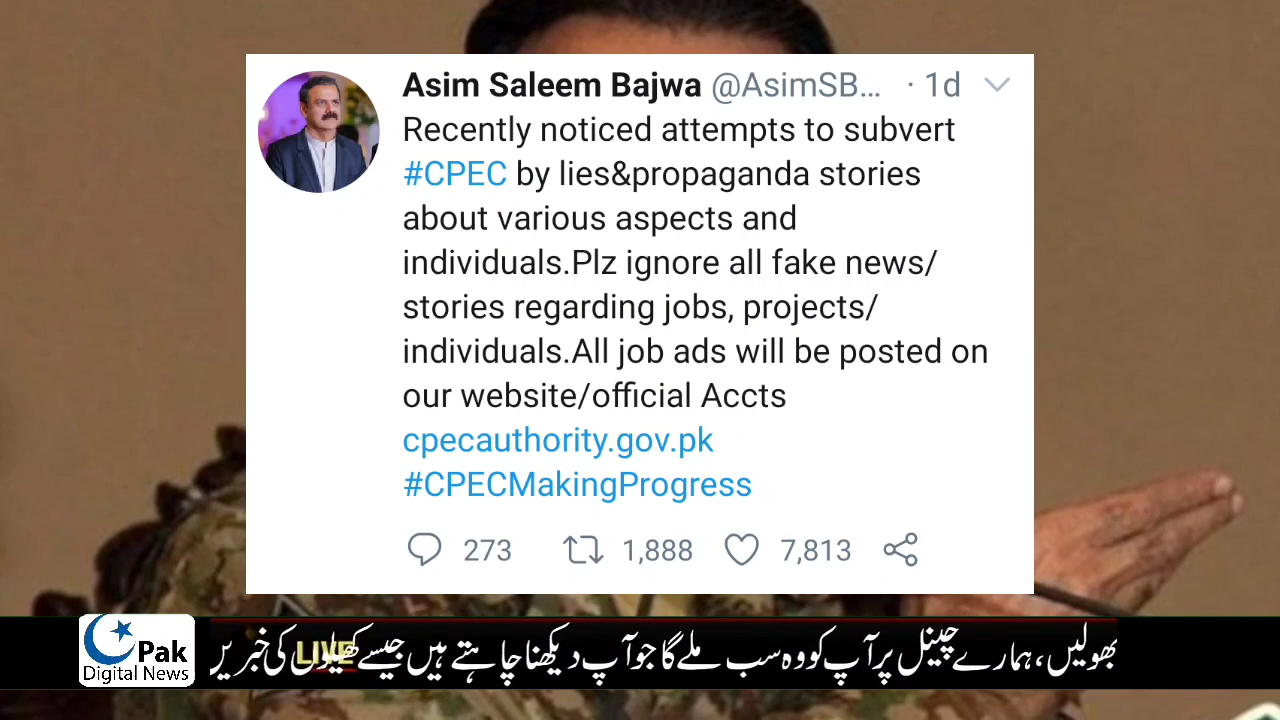 Asim Saleem Bajwa @AsimSB... · 1d
Recently noticed attempts to subvert
#CPEC by lies&propaganda stories
about various aspects and
individuals.Plz ignore all fake news/
stories regarding jobs, projects/
individuals.All job ads will be posted on
our website/official Accts
cpecauthority.gov.pk
#CPECMakingProgress
273 1,888 7,813
Pak
Digital News
LIVE
بھولیں، ہمارے چینل پر آپ کو وہ سب ملے گا جو آپ دیکھنا چاہتے ہیں جیسے کھیلوں کی خبریں